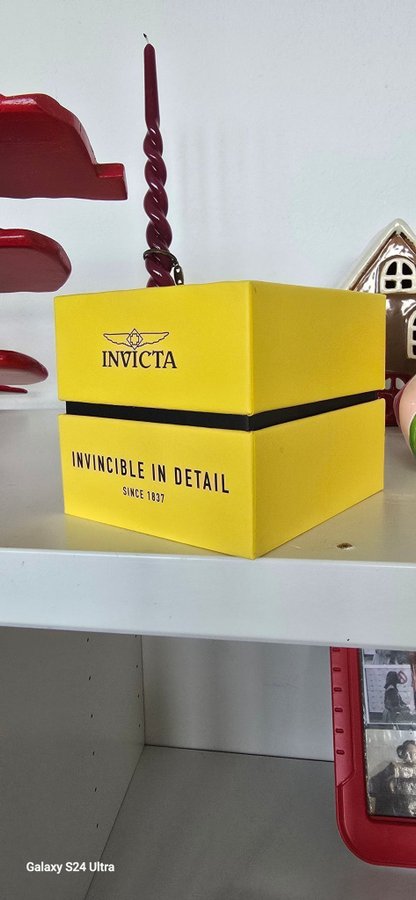 INVICTA
INVINCIBLE IN DETAIL
SINCE 1837
Galaxy S24 Ultra